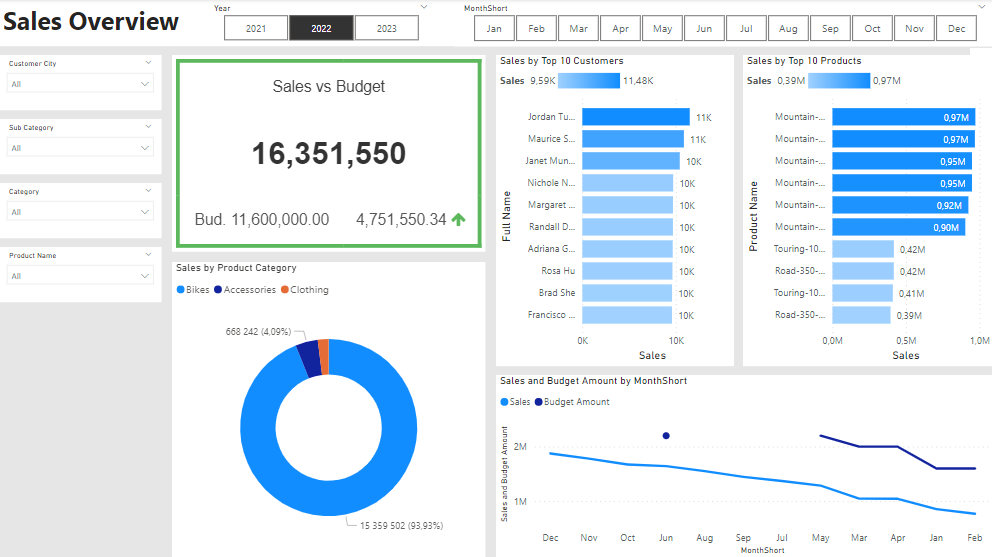 Sales Overview
Year
2021
2022
2023
MonthShort
Jan
Feb
Mar
Apr
May
Jun
Jul
Aug
Sep
Oct
Nov
Dec
Customer City
All
Sub Category
All
Category
All
Product Name
All
Sales vs Budget
16,351,550
Bud. 11,600,000.00
4,751,550.34
Sales by Product Category
Bikes
Accessories
Clothing
668 242 (4,09%)
15 359 502 (93,93%)
Sales by Top 10 Customers
Sales 9,59K
11,48K
Full Name
Jordan Tu...
11K
Maurice S...
11K
Janet Mun...
10K
Nichole N...
10K
Margaret ...
10K
Randall D...
10K
Adriana G...
10K
Rosa Hu
10K
Brad She
10K
Francisco ...
10K
0K
10K
Sales
Sales by Top 10 Products
Sales 0,39M
0,97M
Product Name
Mountain-...
0,97M
Mountain-...
0,97M
Mountain-...
0,95M
Mountain-...
0,95M
Mountain-...
0,92M
Mountain-...
0,90M
Touring-10...
0,42M
Road-350-...
0,42M
Touring-10...
0,41M
Road-350-...
0,39M
0,0M
0,5M
1,0M
Sales
Sales and Budget Amount by MonthShort
Sales
Budget Amount
Sales and Budget Amount
2M
1M
Dec
Nov
Oct
Jun
Aug
Sep
Jul
May
Mar
Apr
Jan
Feb
MonthShort